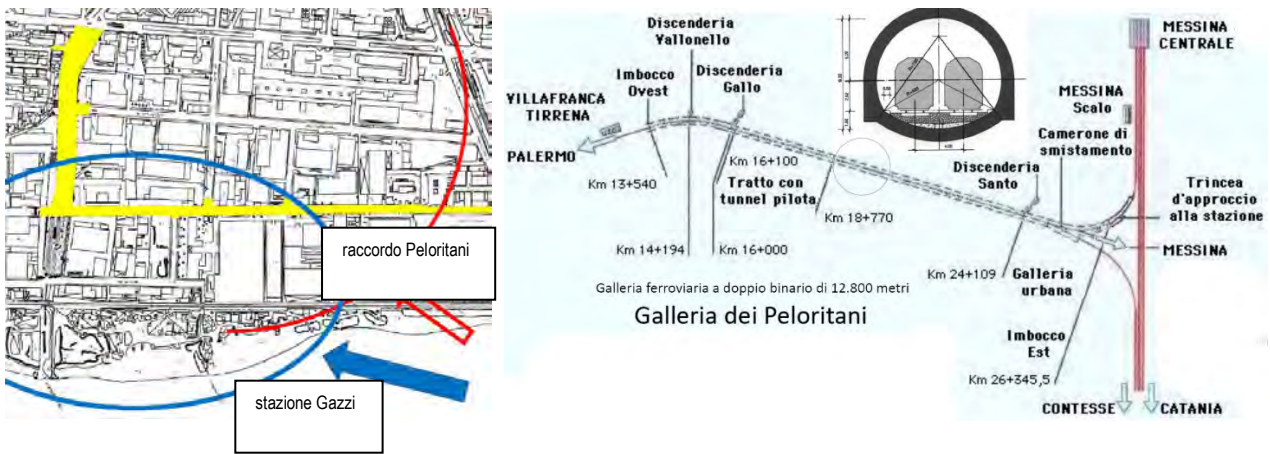 raccordo Peloritani
stazione Gazzi
Discenderia
Vallonello
Imbocco
Ovest
Discenderia
Gallo
VILLAFRANCA
TIRRENA
PALERMO
Km 13+540
Km 14+194
Km 16+000
Km 16+100
Tratto con
tunnel pilota
Km 18+770
MESSINA
CENTRALE
MESSINA
Scalo
Camerone di
smistamento
Discenderia
Santo
Trincea
d'approccio
alla stazione
MESSINA
Km 24+109
Galleria
urbana
Galleria ferroviaria a doppio binario di 12.800 metri
Galleria dei Peloritani
Imbocco
Est
Km 26+345,5
CONTESSE
CATANIA